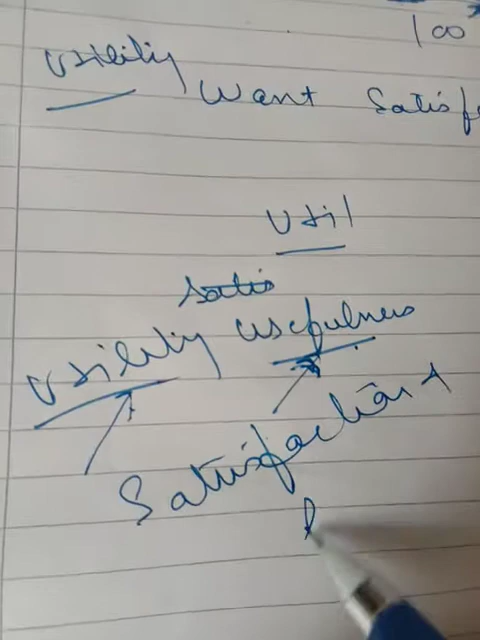 100
Utility Want Satisf
Util
Satis
Utility Usefulness
Satisfaction